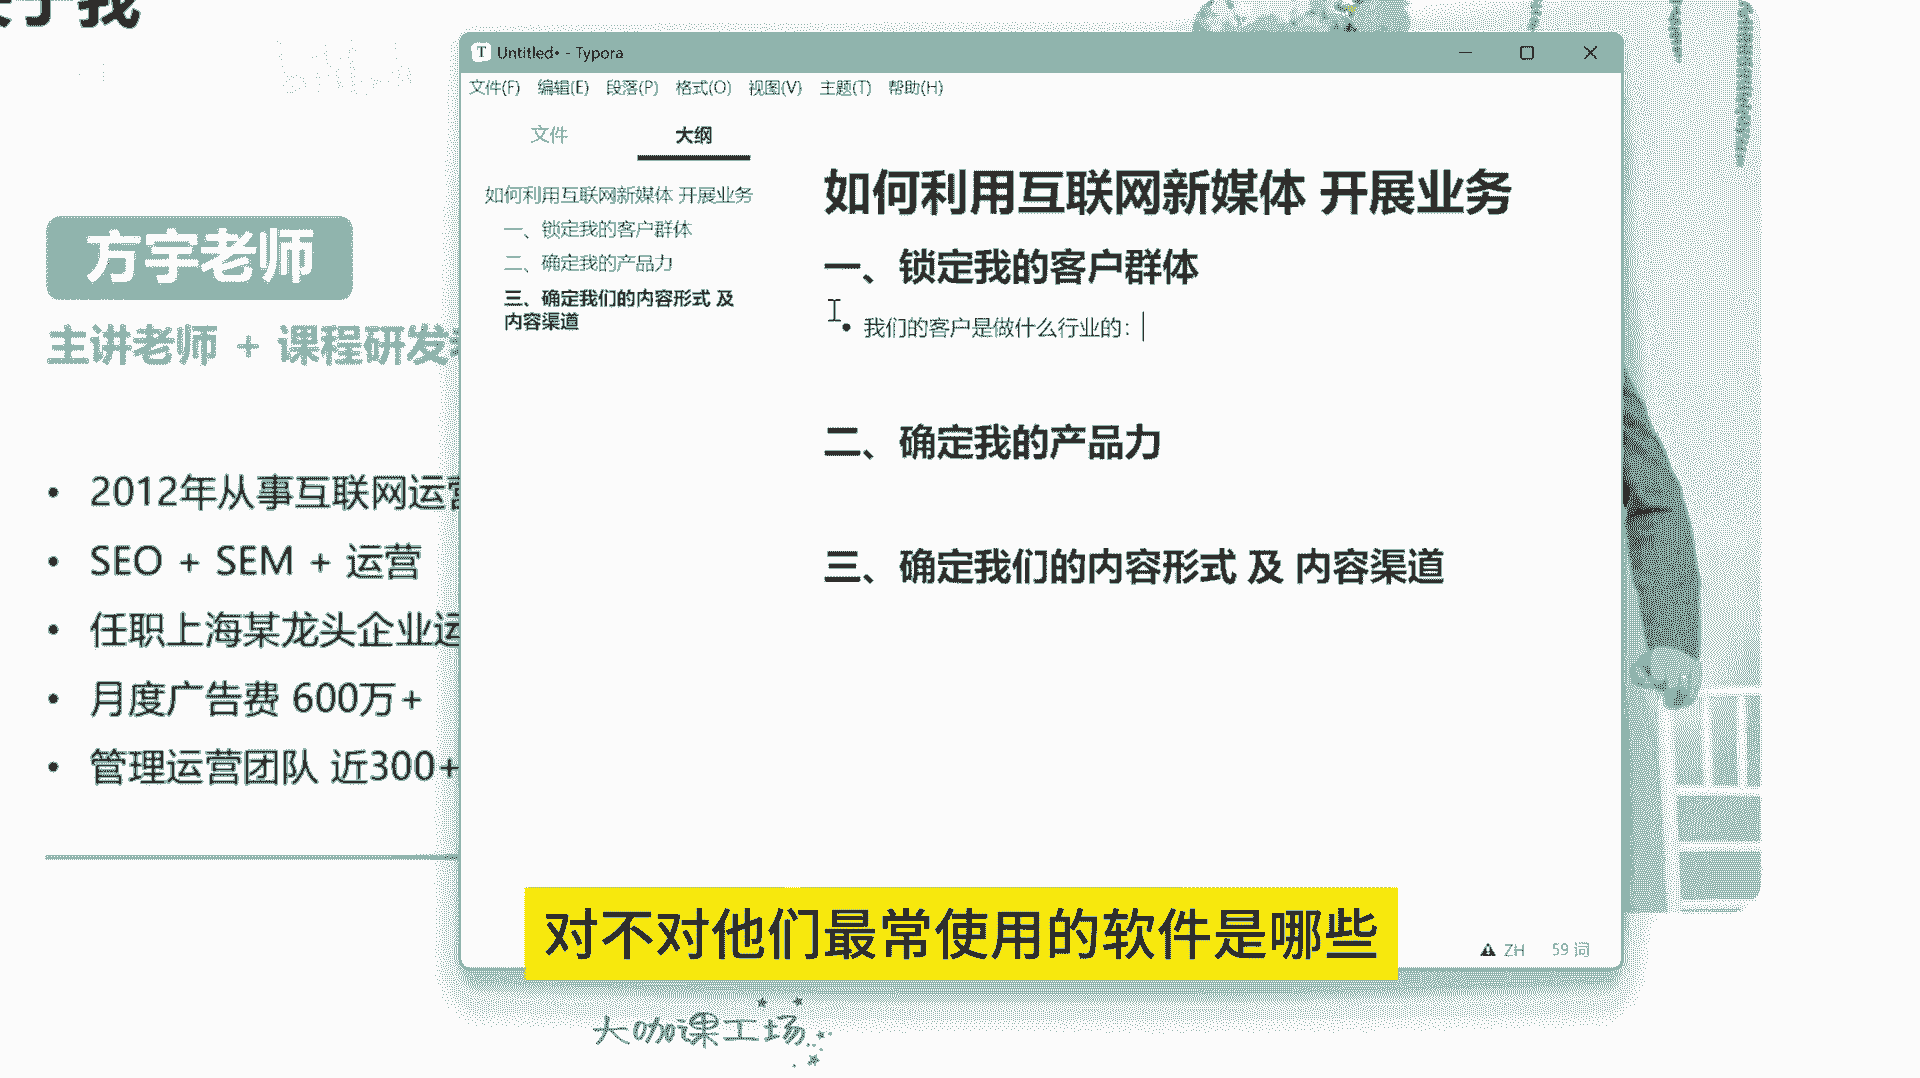 于我
方宇老师
主讲老师 + 课程研发
• 2012年从事互联网运营
• SEO + SEM + 运营
• 任职上海某龙头企业运
• 月度广告费 600万+
• 管理运营团队 近300+
Untitled• - Typora
文件(F) 编辑(E) 段落(P) 格式(O) 视图(V) 主题(T) 帮助(H)
文件 大纲
如何利用互联网新媒体 开展业务
一、锁定我的客户群体
二、确定我的产品力
三、确定我们的内容形式 及
内容渠道
如何利用互联网新媒体 开展业务
一、锁定我的客户群体
• 我们的客户是做什么行业的：
二、确定我的产品力
三、确定我们的内容形式 及 内容渠道
ZH 59 词
对不对他们最常使用的软件是哪些
大咖课工场